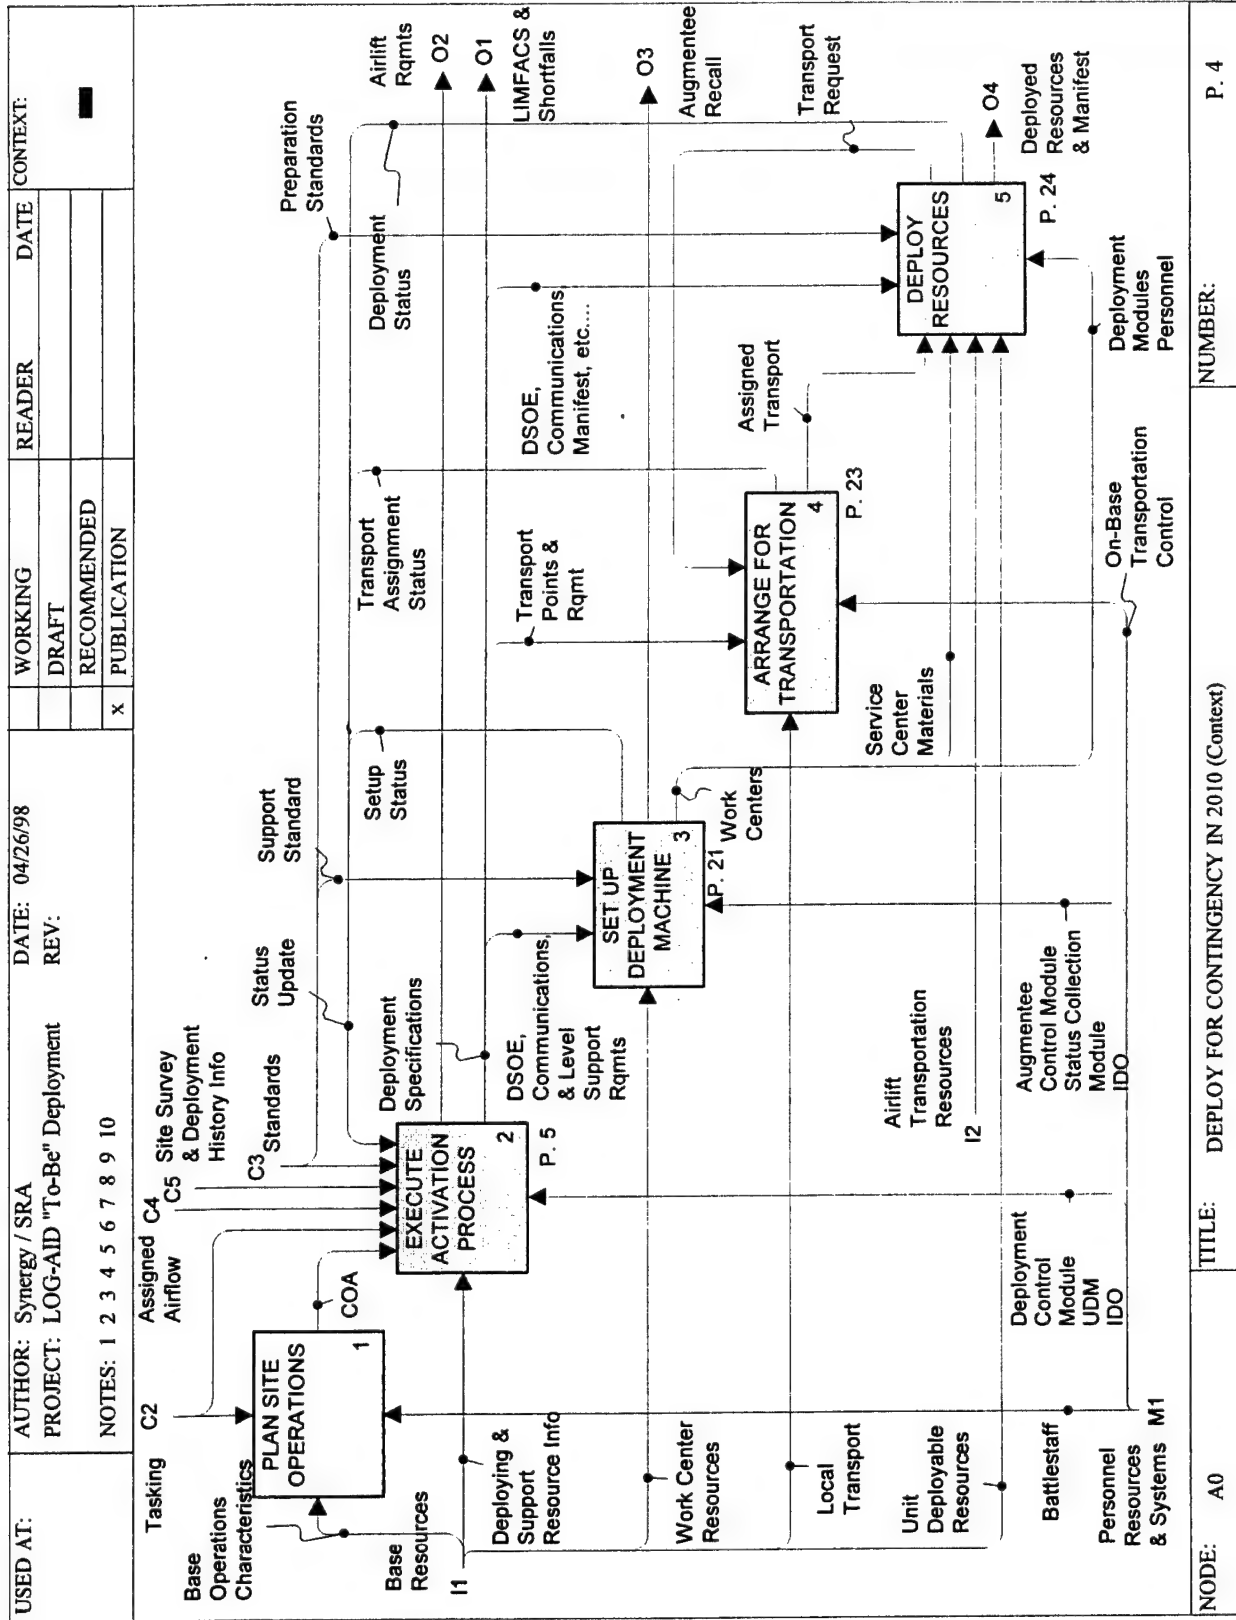 USED AT:
AUTHOR: Synergy / SRA
PROJECT: LOG-AID "To-Be" Deployment
NOTES: 1 2 3 4 5 6 7 8 9 10
DATE: 04/26/98
REV:
WORKING
DRAFT
RECOMMENDED
x PUBLICATION
READER
DATE
CONTEXT:
Tasking
C2
Assigned
Airflow
C4
C5
Site Survey
& Deployment
History Info
C3
Standards
Status
Update
Support
Standard
Setup
Status
Transport
Assignment
Status
Deployment
Status
Preparation
Standards
Airlift
Rqmts
O2
O1
LIMFACS &
Shortfalls
O3
Augmentee
Recall
Transport
Request
O4
Deployed
Resources
& Manifest
Base
Operations
Characteristics
PLAN SITE
OPERATIONS
1
COA
Base
Resources
I1
EXECUTE
ACTIVATION
PROCESS
2
P. 5
Deployment
Specifications
DSOE,
Communications,
& Level
Support
Rqmts
SET UP
DEPLOYMENT
MACHINE
3
P. 21
Work
Centers
Transport
Points &
Rqmt
ARRANGE FOR
TRANSPORTATION
4
P. 23
DSOE,
Communications,
Manifest, etc....
Assigned
Transport
DEPLOY
RESOURCES
5
P. 24
Deploying &
Support
Resource Info
Work Center
Resources
Local
Transport
Unit
Deployable
Resources
Airlift
Transportation
Resources
I2
Service
Center
Materials
Battlestaff
Personnel
Resources
& Systems
M1
Deployment
Control
Module
UDM
IDO
Augmentee
Control Module
Status Collection
Module
IDO
On-Base
Transportation
Control
Deployment
Modules
Personnel
NODE:
A0
TITLE:
DEPLOY FOR CONTINGENCY IN 2010 (Context)
NUMBER:
P. 4